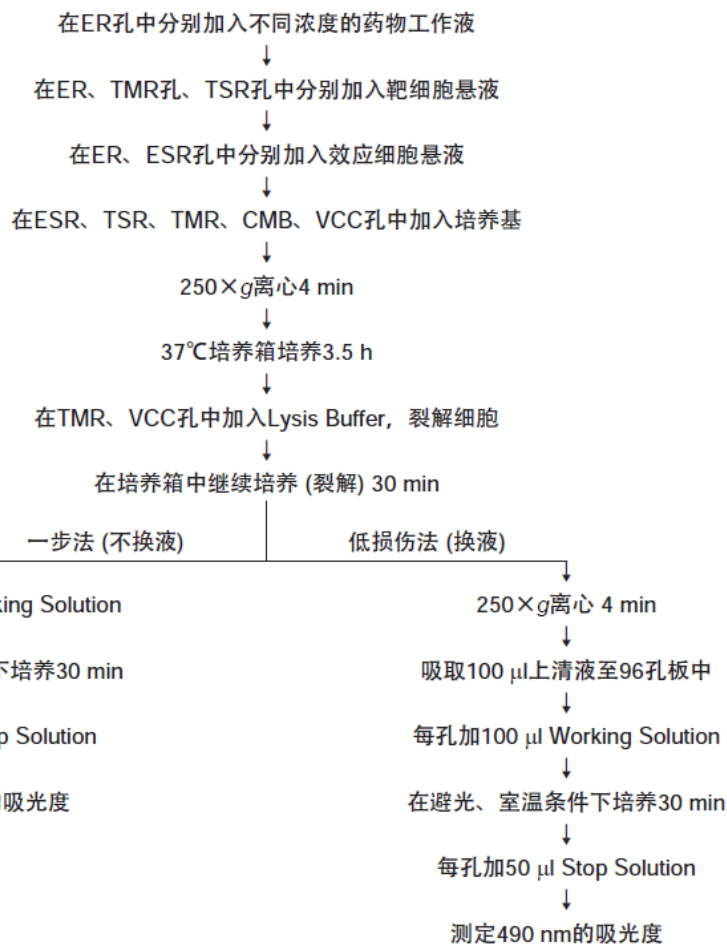 在ER孔中分别加入不同浓度的药物工作液
↓
在ER、TMR孔、TSR孔中分别加入靶细胞悬液
↓
在ER、ESR孔中分别加入效应细胞悬液
↓
在ESR、TSR、TMR、CMB、VCC孔中加入培养基
↓
250×g离心4 min
↓
37℃培养箱培养3.5 h
↓
在TMR、VCC孔中加入Lysis Buffer, 裂解细胞
↓
在培养箱中继续培养 (裂解) 30 min
一步法 (不换液)
king Solution
下培养30 min
p Solution
吸光度
低损伤法 (换液)
↓
250×g离心 4 min
↓
吸取100 μl上清液至96孔板中
↓
每孔加100 μl Working Solution
↓
在避光、室温条件下培养30 min
↓
每孔加50 μl Stop Solution
↓
测定490 nm的吸光度